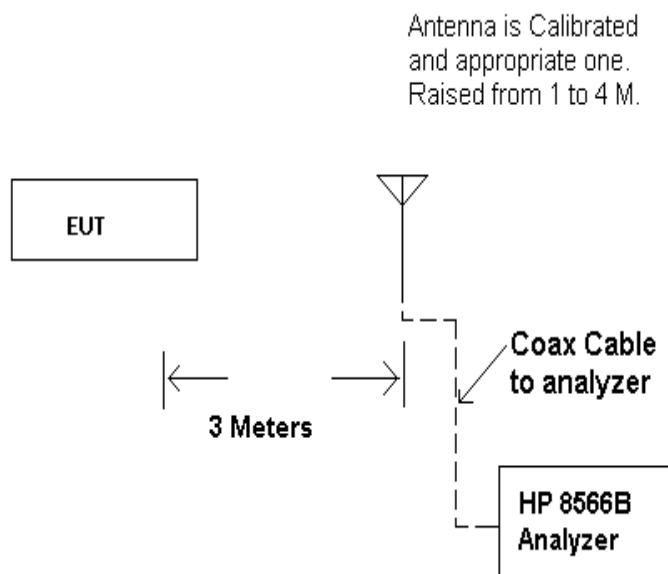 Antenna is Calibrated
and appropriate one.
Raised from 1 to 4 M.
EUT
Coax Cable
to analyzer
3 Meters
HP 8566B
Analyzer